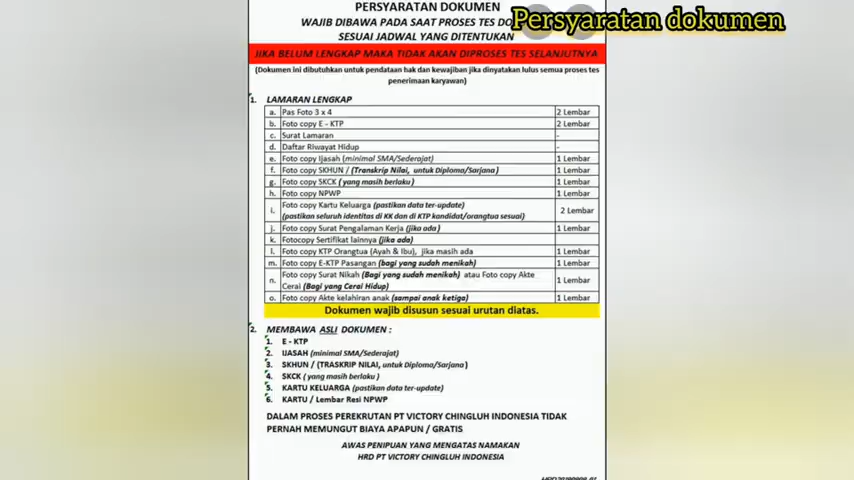 PERSYARATAN DOKUMEN
WAJIB DIBAWA PADA SAAT PROSES TES
SESUAI JADWAL YANG DITENTUKAN
Persyaratan dokumen
JIKA BELUM LENGKAP MAKA TIDAK AKAN DIPROSES TES SELANJUTNYA
(Dokumen ini dibutuhkan untuk pendataan hak dan kewajiban jika dinyatakan lulus semua proses tes
penerimaan karyawan)
1. LAMARAN LENGKAP
a. Pas Foto 3 x 4 2 Lembar
b. Foto copy E - KTP 2 Lembar
c. Surat Lamaran -
d. Daftar Riwayat Hidup -
e. Foto copy Ijasah (minimal SMA/Sederajat) 1 Lembar
f. Foto copy SKHUN / (Transkrip Nilai, untuk Diploma/Sarjana) 1 Lembar
g. Foto copy SKCK ( yang masih berlaku ) 1 Lembar
h. Foto copy NPWP 1 Lembar
i. Foto copy Kartu Keluarga (pastikan data ter-update)
(pastikan seluruh identitas di KK dan di KTP kandidat/orangtua sesuai) 2 Lembar
j. Foto copy Surat Pengalaman Kerja (jika ada ) 1 Lembar
k. Fotocopy Sertifikat lainnya (jika ada)
l. Foto copy KTP Orangtua (Ayah & Ibu), jika masih ada 1 Lembar
m. Foto copy E-KTP Pasangan (bagi yang sudah menikah) 1 Lembar
n. Foto copy Surat Nikah (Bagi yang sudah menikah) atau Foto copy Akte
Cerai (Bagi yang Cerai Hidup) 1 Lembar
o. Foto copy Akte kelahiran anak (sampai anak ketiga) 1 Lembar
Dokumen wajib disusun sesuai urutan diatas.
2. MEMBAWA ASLI DOKUMEN :
1. E - KTP
2. IJASAH (minimal SMA/Sederajat)
3. SKHUN / (TRASKRIP NILAI, untuk Diploma/Sarjana)
4. SKCK ( yang masih berlaku )
5. KARTU KELUARGA (pastikan data ter-update)
6. KARTU / Lembar Resi NPWP
DALAM PROSES PEREKRUTAN PT VICTORY CHINGLUH INDONESIA TIDAK
PERNAH MEMUNGUT BIAYA APAPUN / GRATIS
AWAS PENIPUAN YANG MENGATAS NAMAKAN
HRD PT VICTORY CHINGLUH INDONESIA